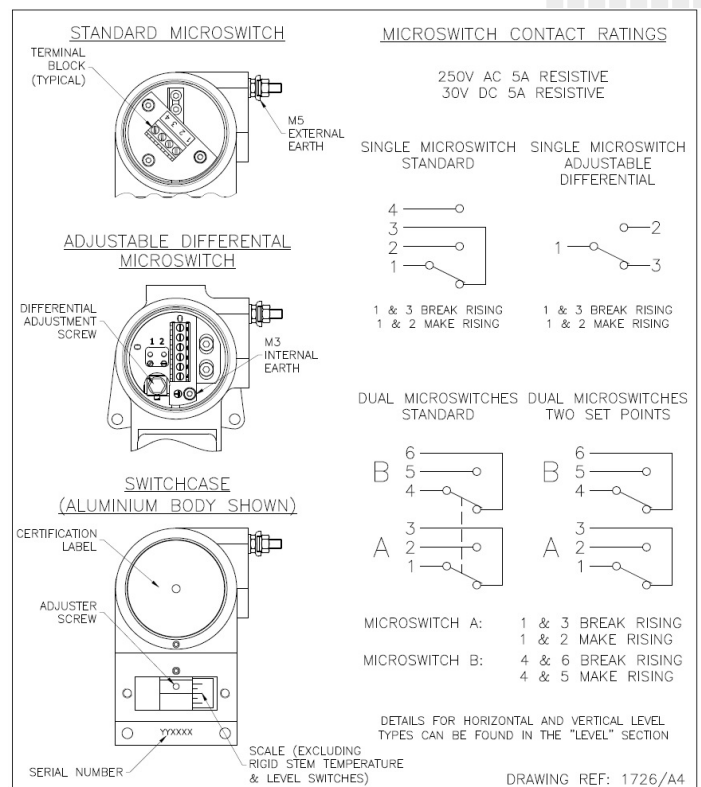 STANDARD MICROSWITCH
TERMINAL
BLOCK
(TYPICAL)
1 2 3 4
M5
EXTERNAL
EARTH
ADJUSTABLE DIFFERENTAL
MICROSWITCH
DIFFERENTIAL
ADJUSTMENT
SCREW
0
0
1 2
M3
INTERNAL
EARTH
SWITCHCASE
(ALUMINIUM BODY SHOWN)
CERTIFICATION
LABEL
ADJUSTER
SCREW
YYXXXX
SERIAL NUMBER
SCALE (EXCLUDING
RIGID STEM TEMPERATURE
& LEVEL SWITCHES)
MICROSWITCH CONTACT RATINGS
250V AC 5A RESISTIVE
30V DC 5A RESISTIVE
SINGLE MICROSWITCH
STANDARD
4
3
2
1
1 & 3 BREAK RISING
1 & 2 MAKE RISING
SINGLE MICROSWITCH
ADJUSTABLE
DIFFERENTIAL
2
1
3
1 & 3 BREAK RISING
1 & 2 MAKE RISING
DUAL MICROSWITCHES
STANDARD
6
B 5
4
3
A 2
1
DUAL MICROSWITCHES
TWO SET POINTS
6
B 5
4
3
A 2
1
MICROSWITCH A: 1 & 3 BREAK RISING
1 & 2 MAKE RISING
MICROSWITCH B: 4 & 6 BREAK RISING
4 & 5 MAKE RISING
DETAILS FOR HORIZONTAL AND VERTICAL LEVEL
TYPES CAN BE FOUND IN THE "LEVEL" SECTION
DRAWING REF: 1726/A4